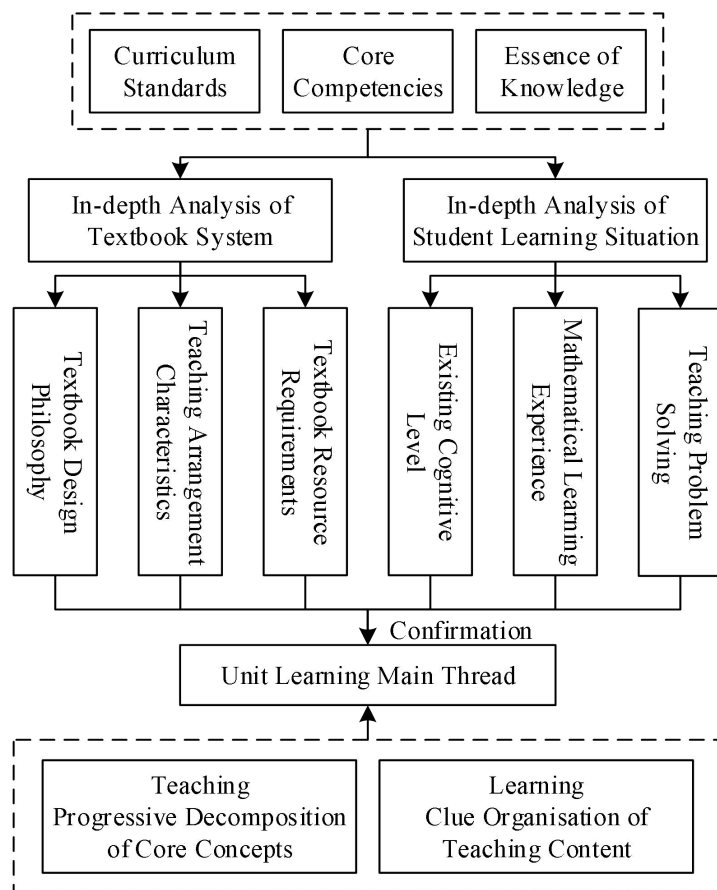 Curriculum
Standards
Core
Competencies
Essence of
Knowledge
In-depth Analysis of
Textbook System
In-depth Analysis of
Student Learning Situation
Textbook Design
Philosophy
Teaching Arrangement
Characteristics
Textbook Resource
Requirements
Existing Cognitive
Level
Mathematical Learning
Experience
Teaching Problem
Solving
Confirmation
Unit Learning Main Thread
Teaching
Progressive Decomposition
of Core Concepts
Learning
Clue Organisation of
Teaching Content